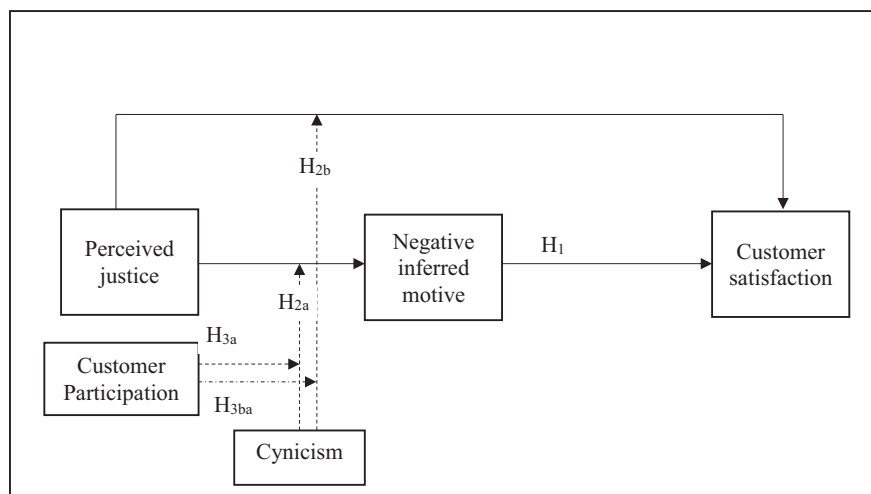 H2b
Perceived
justice
Negative
inferred
motive
H1
Customer
satisfaction
H2a
H3a
Customer
Participation
H3ba
Cynicism